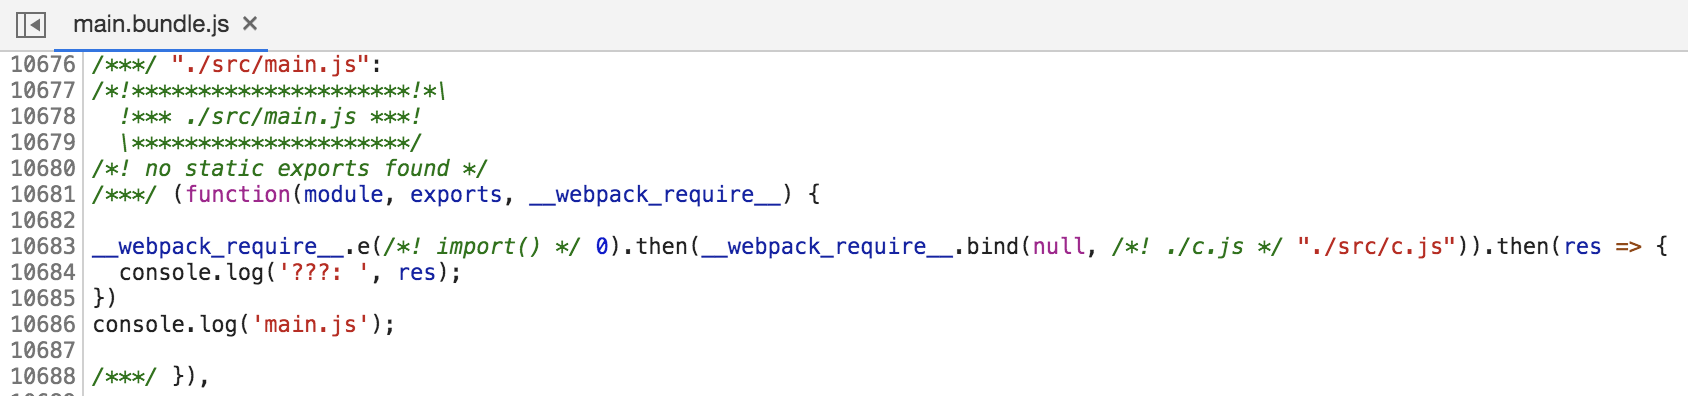 main.bundle.js ×
10676 /***/ "./src/main.js":
10677 /*!*********************!*\
10678   !*** ./src/main.js ***!
10679   \*********************/
10680 /*! no static exports found */
10681 /***/ (function(module, exports, __webpack_require__) {
10682
10683 __webpack_require__.e(/*! import() */ 0).then(__webpack_require__.bind(null, /*! ./c.js */ "./src/c.js")).then(res => {
10684   console.log('???: ', res);
10685 })
10686 console.log('main.js');
10687
10688 /***/ }),